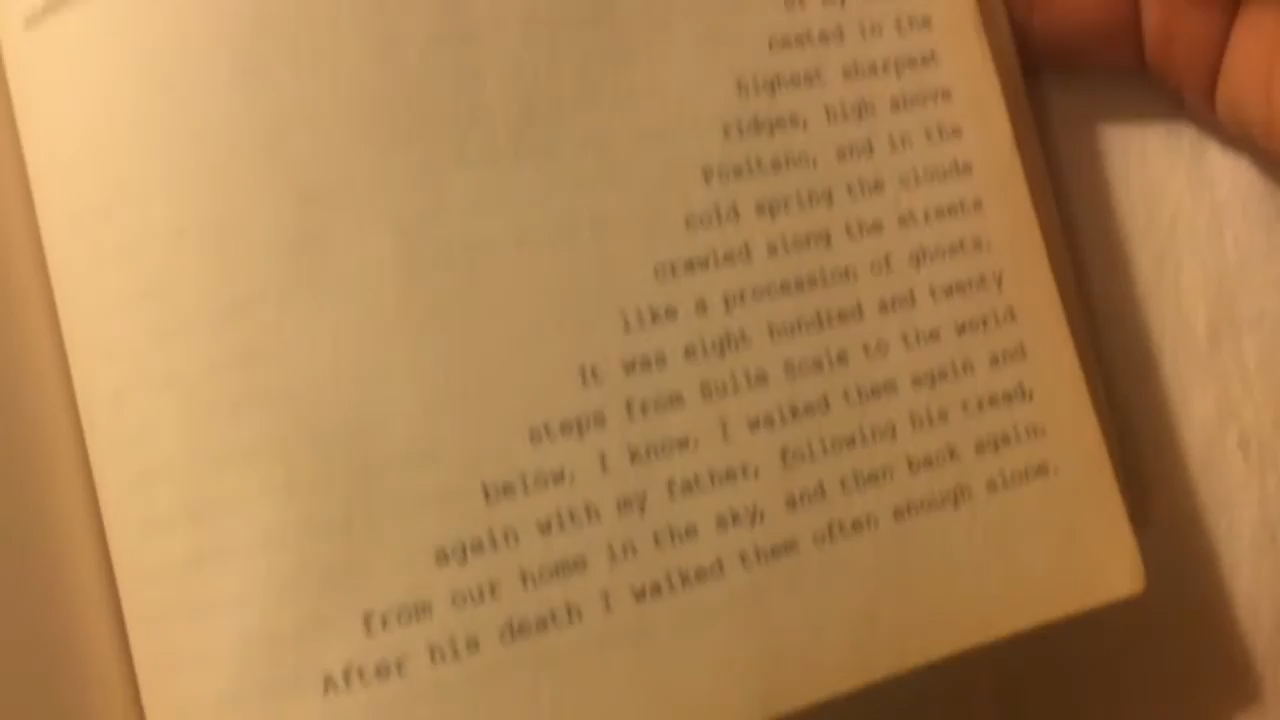 nested in the
highest sharpest
ridges, high above
Positano, and in the
cold spring the clouds
crawled along the streets
like a procession of ghosts.
It was eight hundred and twenty
steps from Sulle Scale to the world
below, I know, I walked them again and
again with my father, following his tread,
from our home in the sky, and then back again.
After his death I walked them often enough alone.